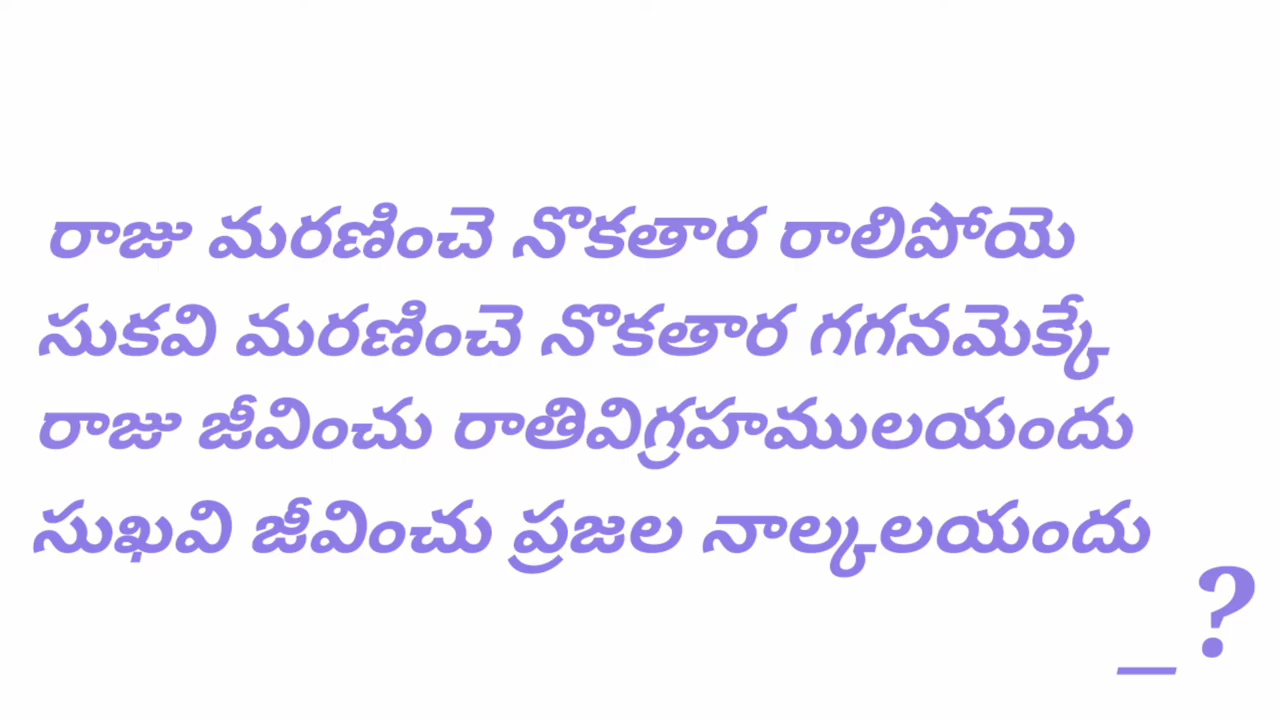 రాజు మరణించె నొకతార రాలిపోయె
సుకవి మరణించె నొకతార గగనమెక్కే
రాజు జీవించు రాతివిగ్రహములయందు
సుఖవి జీవించు ప్రజల నాల్కలయందు
_?